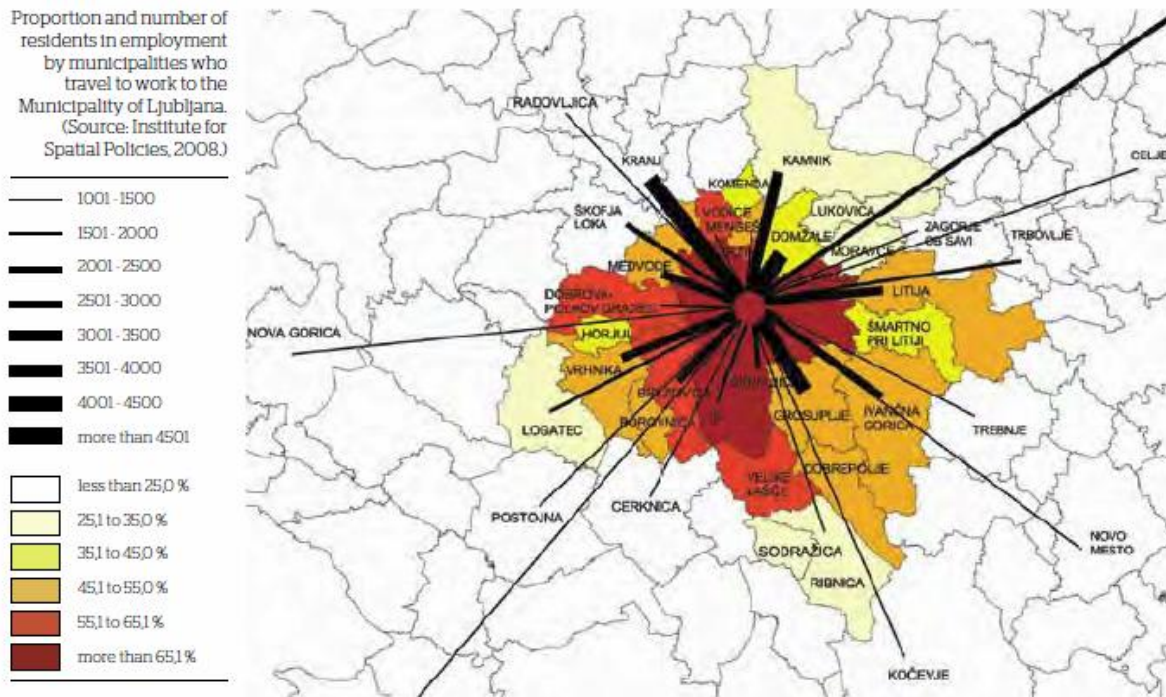 Proportion and number of
residents in employment
by municipalities who
travel to work to the
Municipality of Ljubljana.
(Source: Institute for
Spatial Policies, 2008.)
1001 - 1500
1501 - 2000
2001 - 2500
2501 - 3000
3001 - 3500
3501 - 4000
4001 - 4500
more than 4501
less than 25,0 %
25,1 to 35,0 %
35,1 to 45,0 %
45,1 to 55,0 %
55,1 to 65,1 %
more than 65,1 %
RADOVLJICA
KRANJ
KAMNIK
CELJE
KOMENDA
ŠKOFJA
LOKA
VODICE
MENGEŠ
LUKOVICA
DOMŽALE
ZAGORJE
OB SAVI
TRBOVLJE
MORAVČE
MEDVODE
DOBROVA-
LITIJA
NOVA GORICA
HORJUL
ŠMARTNO
PRI LITIJI
VRHNIKA
BREZOVICA
LOGATEC
BOROVNICA
GROSUPLJE
IVANČNA
GORICA
TREBNJE
DOBREPOLJE
VELIKE
LAŠČE
POSTOJNA
CERKNICA
NOVO
MESTO
SODRAŽICA
RIBNICA
KOČEVJE